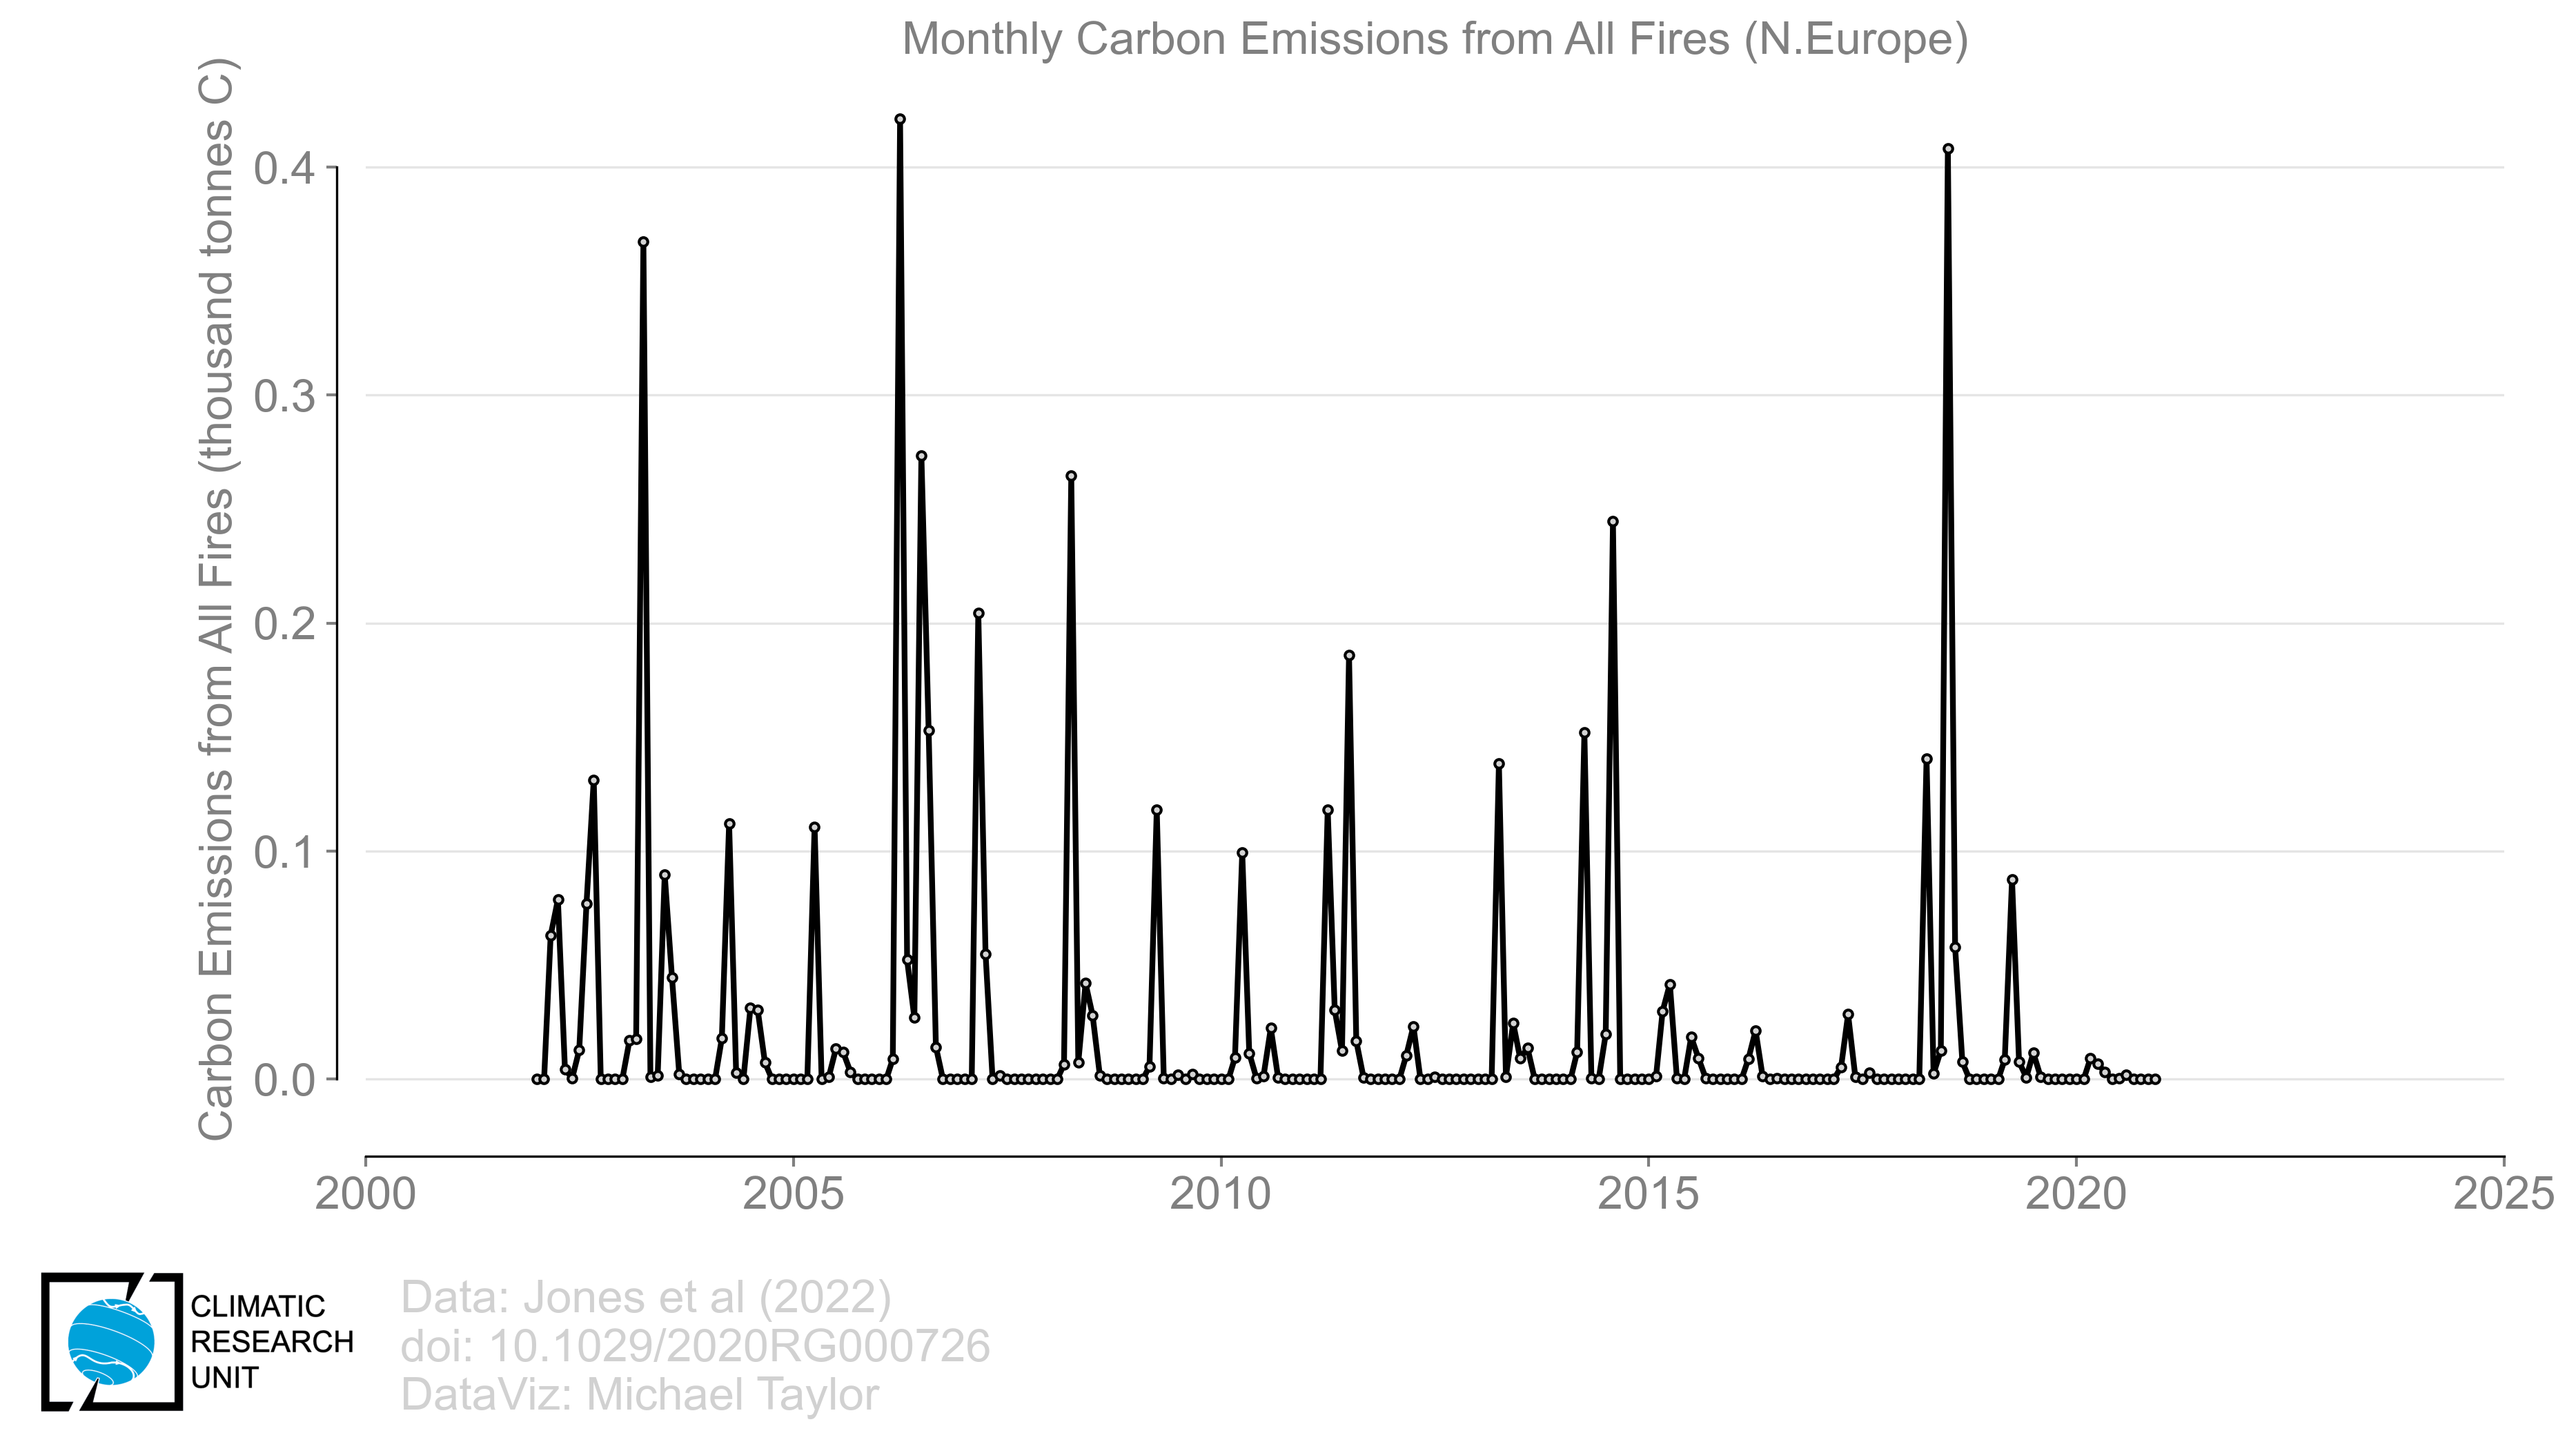 Monthly Carbon Emissions from All Fires (N.Europe)
Carbon Emissions from All Fires (thousand tonnes C)
0.4
0.3
0.2
0.1
0.0
2000 2005 2010 2015 2020 2025
CLIMATIC
RESEARCH
UNIT
Data: Jones et al (2022)
doi: 10.1029/2020RG000726
DataViz: Michael Taylor